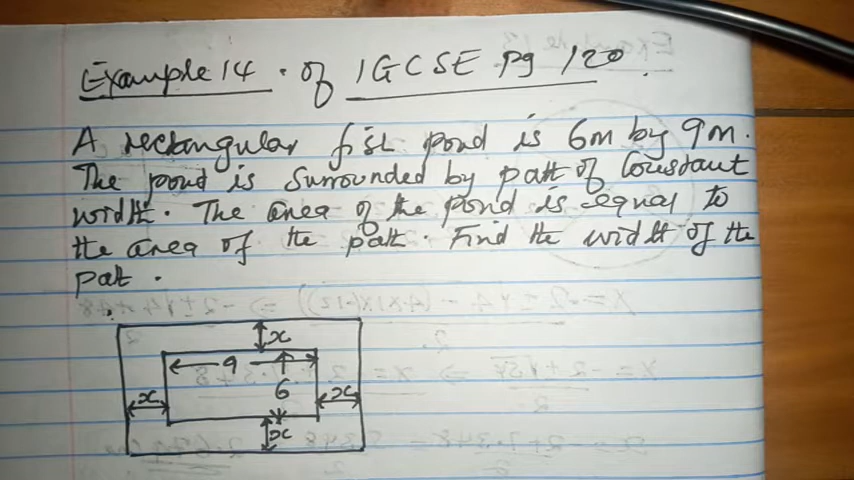 Example 14 . of IGCSE pg 120 .
A rectangular fish pond is 6m by 9m.
The pond is surrounded by path of constant
width. The area of the pond is equal to
the area of the path. Find the width of the
path .
x
9
6
x
x
x